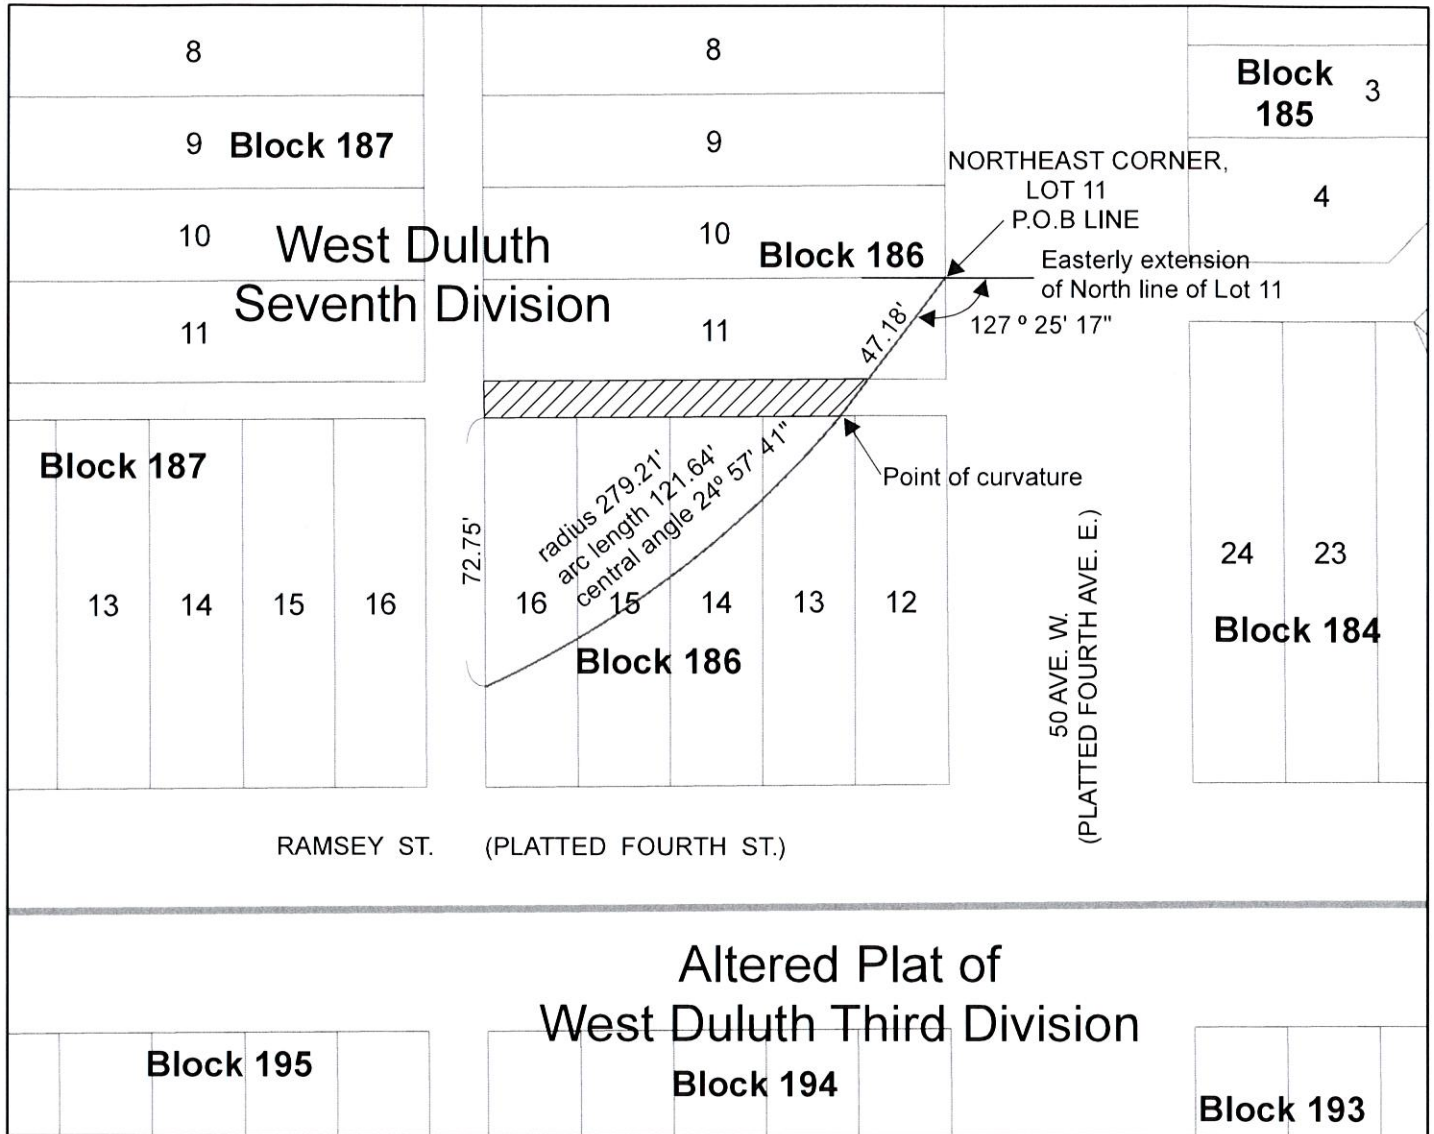 8
8
Block
185
3
9
Block 187
9
NORTHEAST CORNER,
LOT 11
P.O.B LINE
4
10
West Duluth
Seventh Division
10
Block 186
Easterly extension
of North line of Lot 11
11
11
47.18'
127 º 25' 17"
Block 187
radius 279.21'
arc length 121.64'
central angle 24º 57' 41"
Point of curvature
72.75'
13
14
15
16
16
15
14
13
12
Block 186
50 AVE. W.
(PLATTED FOURTH AVE. E.)
24
23
Block 184
RAMSEY ST. (PLATTED FOURTH ST.)
Altered Plat of
West Duluth Third Division
Block 195
Block 194
Block 193